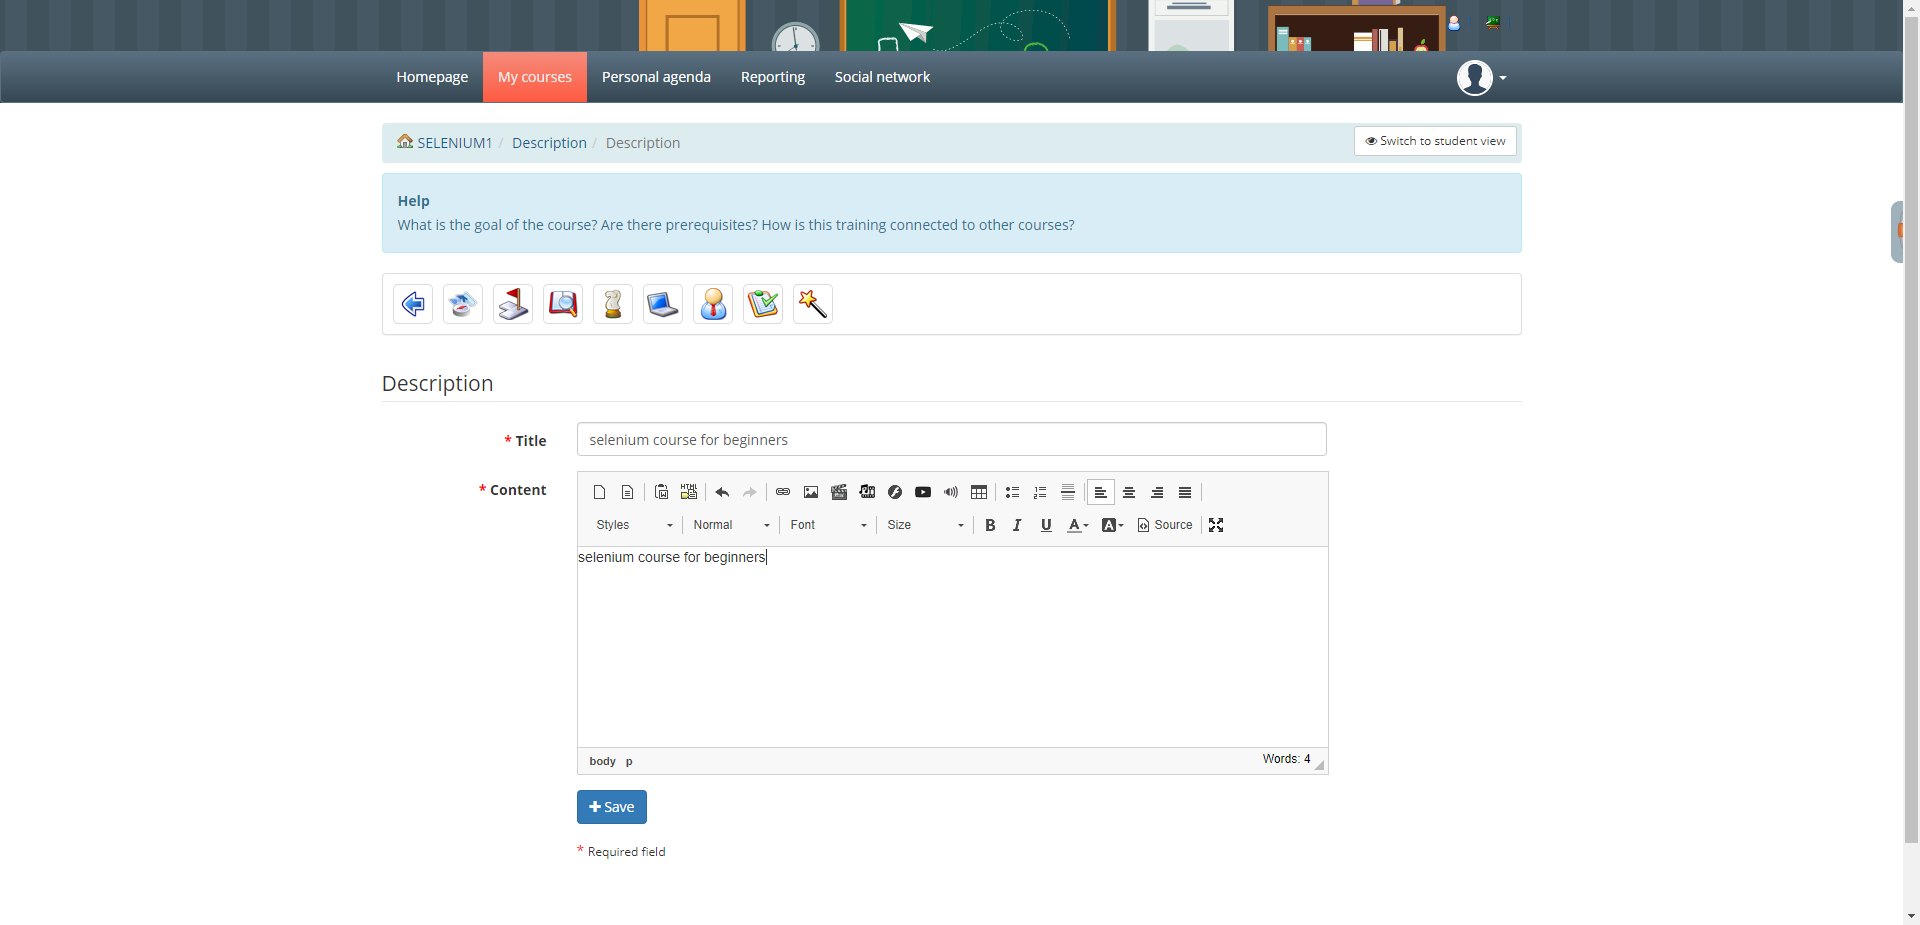 Homepage My courses Personal agenda Reporting Social network
SELENIUM1 / Description / Description
Switch to student view
Help
What is the goal of the course? Are there prerequisites? How is this training connected to other courses?
Description
* Title
selenium course for beginners
* Content
HTML
Styles Normal Font Size B I U A A Source
selenium course for beginners
body p
Words: 4
Save
* Required field